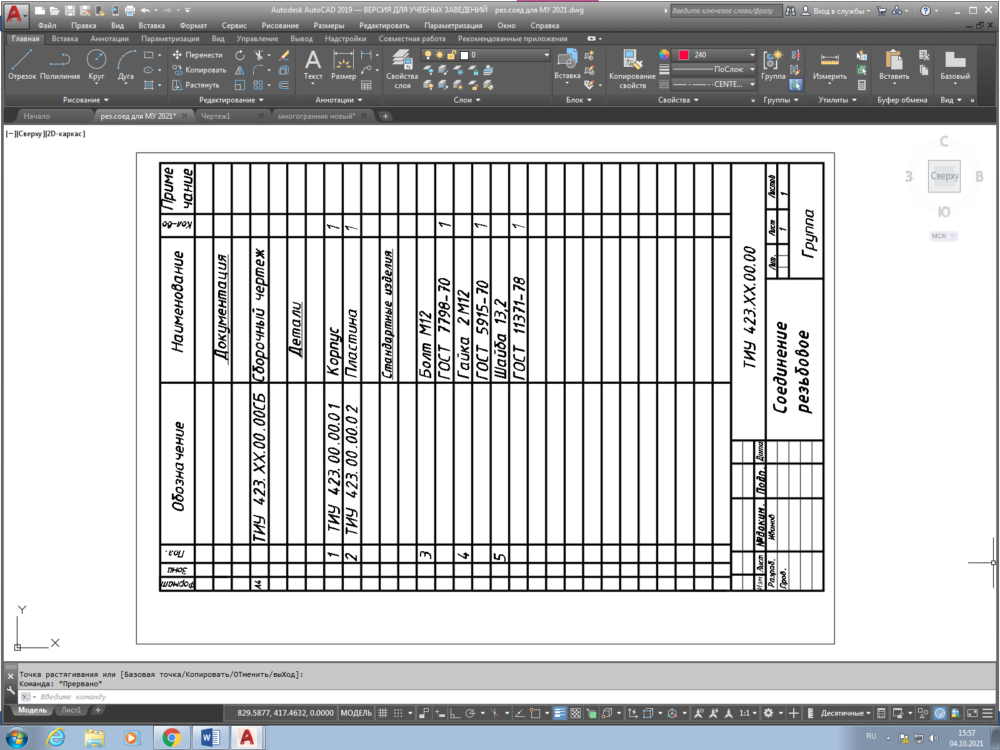 Autodesk AutoCAD 2019 — ВЕРСИЯ ДЛЯ УЧЕБНЫХ ЗАВЕДЕНИЙ рез.соед для МУ 2021.dwg
Введите ключевое слово/фразу
Вход в службы
Файл Правка Вид Вставка Формат Сервис Рисование Размеры Редактировать Параметризация Окно Справка
Главная Вставка Аннотации Параметризация Вид Управление Вывод Надстройки Совместная работа Рекомендованные приложения
Отрезок Полилиния Круг Дуга
Перенести
Копировать
Растянуть
Текст Размер
Свойства слоя
0
Вставка
Копирование свойств
240
ПоСлою
CENTE...
Группа
Измерить
Вставить
Базовый
Рисование Редактирование Аннотации Слои Блок Свойства Группы Утилиты Буфер обмена Вид
Начало рез.соед для МУ 2021* Чертеж1 многогранник новый*
[−][Сверху][2D-каркас]
С
З Сверху В
Ю
МСК
Формат Зона Поз. Обозначение Наименование Кол-во Приме
чание
Документация
А4 ТИУ 423.ХХ.00.00СБ Сборочный чертеж
Детали
1 ТИУ 423.00.00.01 Корпус 1
2 ТИУ 423.00.00.02 Пластина 1
Стандартные изделия
3 Болт М12
ГОСТ 7798-70 1
4 Гайка 2 М12
ГОСТ 5915-70 1
5 Шайба 13,2
ГОСТ 11371-78 1
ТИУ 423.ХХ.00.00
Изм Лист №докум. Подп. Дата
Разраб. Иванов
Пров.
Соединение
резьбовое
Лит. Лист Листов
1 1
Группа
Y
X
Точка растягивания или [Базовая точка/Копировать/ОТменить/выХод]:
Команда: *Прервано*
Введите команду
Модель Лист1
829.5877, 417.4632, 0.0000 МОДЕЛЬ 1:1 Десятичные
RU
15:57
04.10.2021